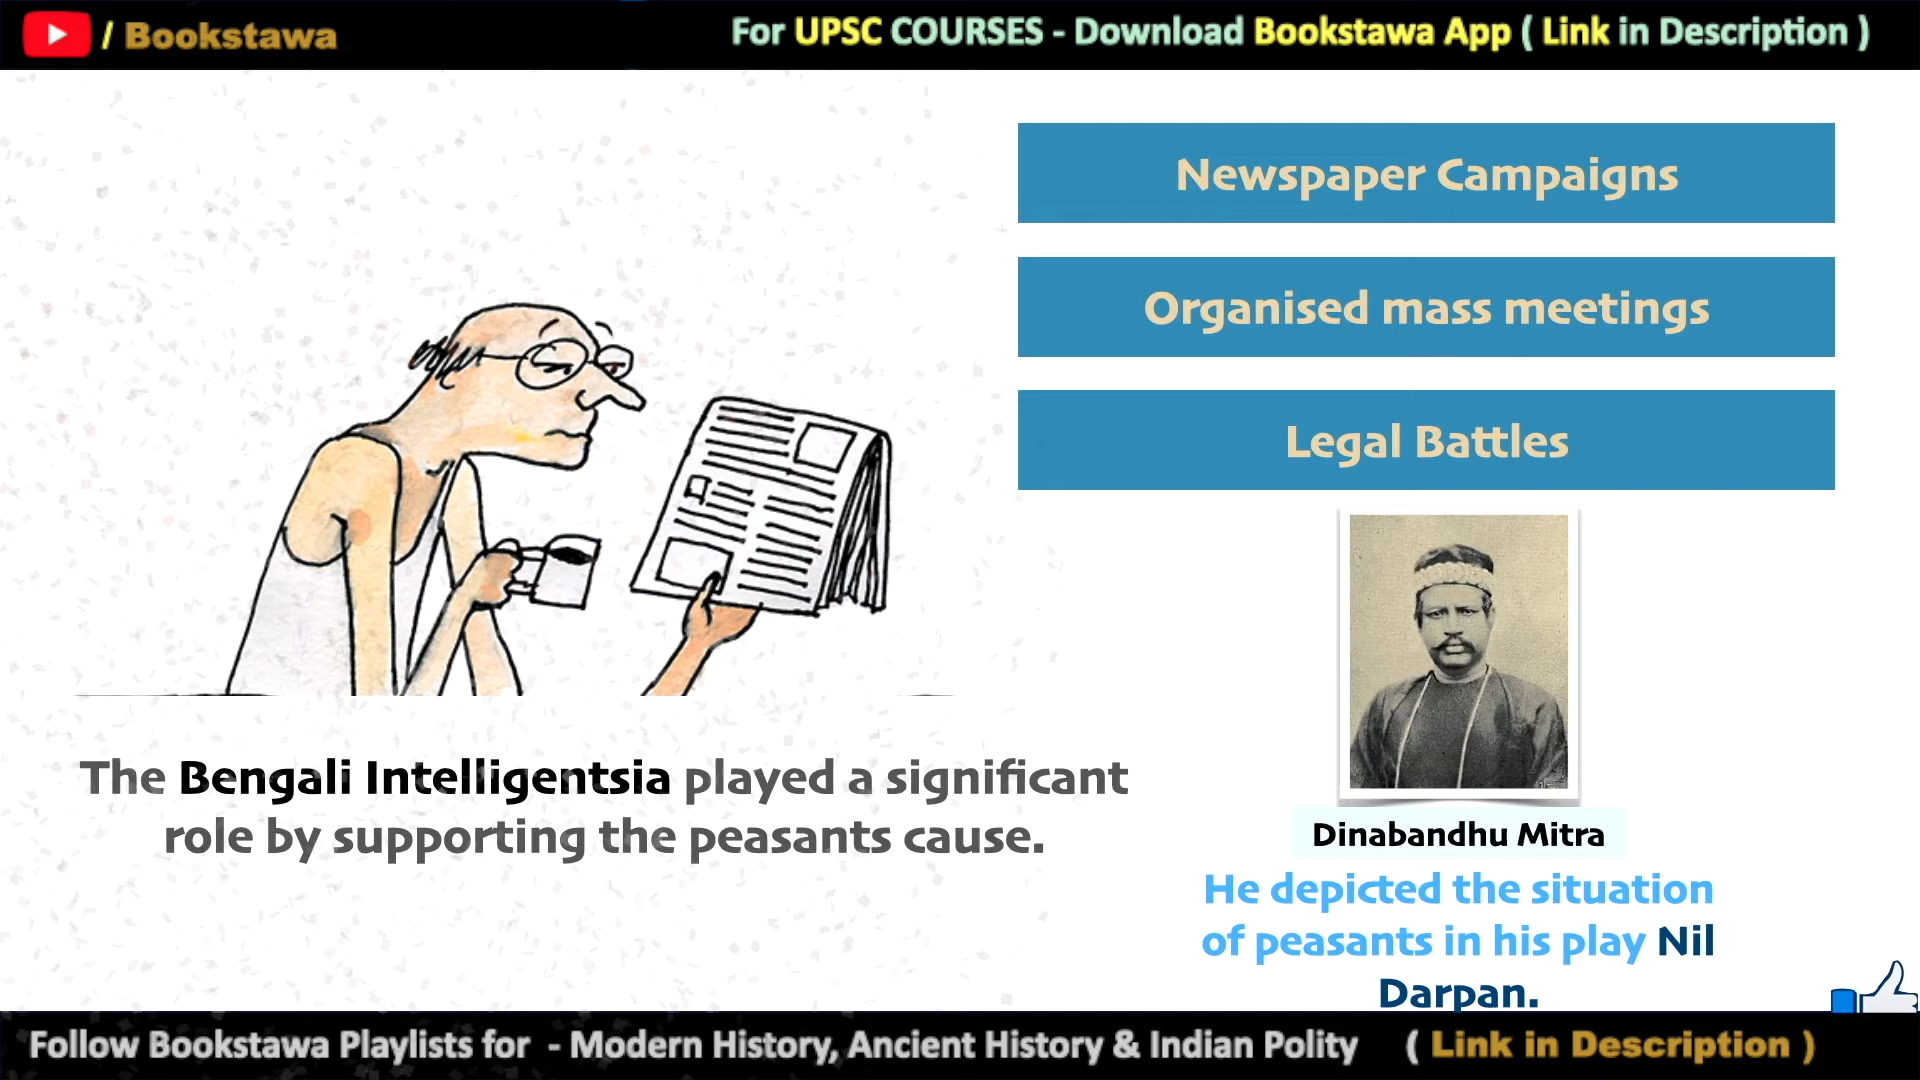 / Bookstawa
For UPSC COURSES - Download Bookstawa App ( Link in Description )
Newspaper Campaigns
Organised mass meetings
Legal Battles
The Bengali Intelligentsia played a significant
role by supporting the peasants cause.
Dinabandhu Mitra
He depicted the situation
of peasants in his play Nil
Darpan.
Follow Bookstawa Playlists for - Modern History, Ancient History & Indian Polity ( Link in Description )